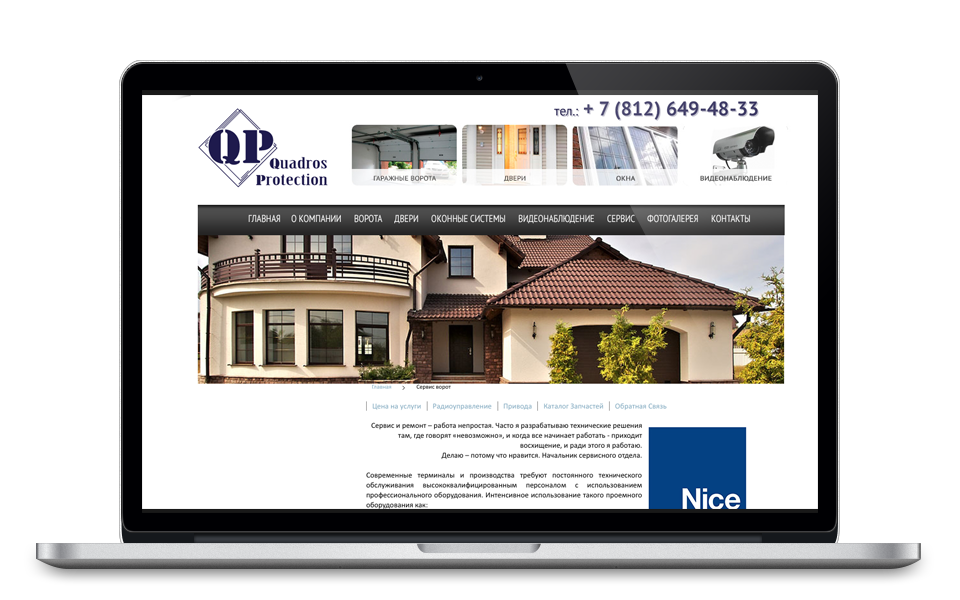 тел.: + 7 (812) 649-48-33
QP Quadros
Protection
ГАРАЖНЫЕ ВОРОТА
ДВЕРИ
ОКНА
ВИДЕОНАБЛЮДЕНИЕ
ГЛАВНАЯ О КОМПАНИИ ВОРОТА ДВЕРИ ОКОННЫЕ СИСТЕМЫ ВИДЕОНАБЛЮДЕНИЕ СЕРВИС ФОТОГАЛЕРЕЯ КОНТАКТЫ
Главная > Сервис ворот
| Цена на услуги | Радиоуправление | Привода | Каталог Запчастей | Обратная Связь
Сервис и ремонт – работа непростая. Часто я разрабатываю технические решения
там, где говорят «невозможно», и когда все начинает работать - приходит
восхищение, и ради этого я работаю.
Делаю – потому что нравится. Начальник сервисного отдела.
Современные терминалы и производства требуют постоянного технического
обслуживания высококвалифицированным персоналом с использованием
профессионального оборудования. Интенсивное использование такого проемного
оборудования как:
Nice